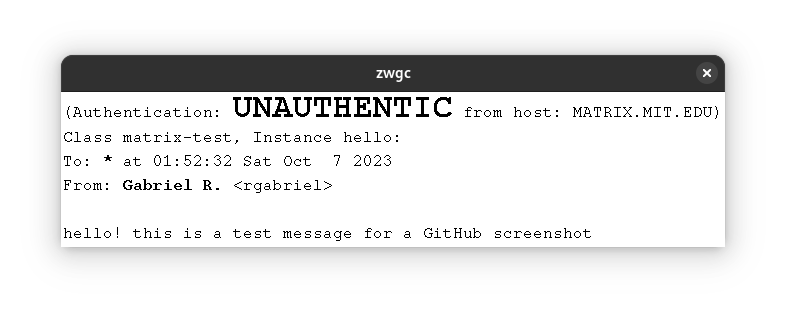 zwgc
(Authentication: UNAUTHENTIC from host: MATRIX.MIT.EDU)
Class matrix-test, Instance hello:
To: * at 01:52:32 Sat Oct  7 2023
From: Gabriel R. <rgabriel>
hello! this is a test message for a GitHub screenshot